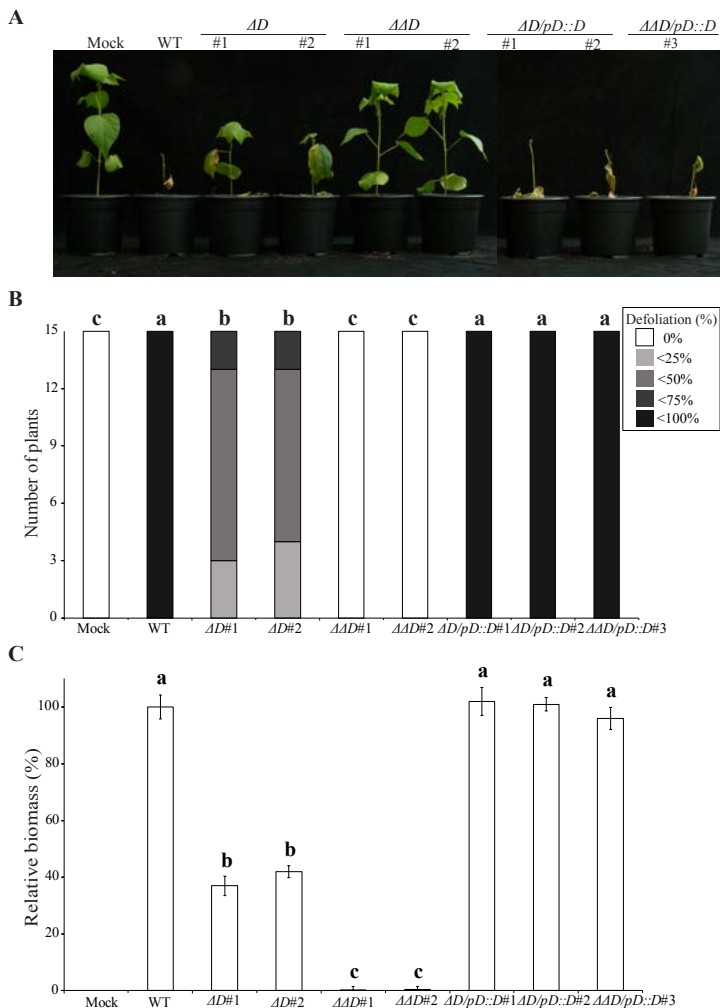 A
ΔD ΔΔD ΔD/pD::D ΔΔD/pD::D
Mock WT #1 #2 #1 #2 #1 #2 #3
B
c a b b c c a a a
Defoliation (%)
0%
<25%
<50%
<75%
<100%
Number of plants
15
12
9
6
3
0
Mock WT ΔD#1 ΔD#2 ΔΔD#1 ΔΔD#2 ΔD/pD::D#1 ΔD/pD::D#2 ΔΔD/pD::D#3
C
a b b c c a a a
Relative biomass (%)
100
80
60
40
20
0
Mock WT ΔD#1 ΔD#2 ΔΔD#1 ΔΔD#2 ΔD/pD::D#1 ΔD/pD::D#2 ΔΔD/pD::D#3